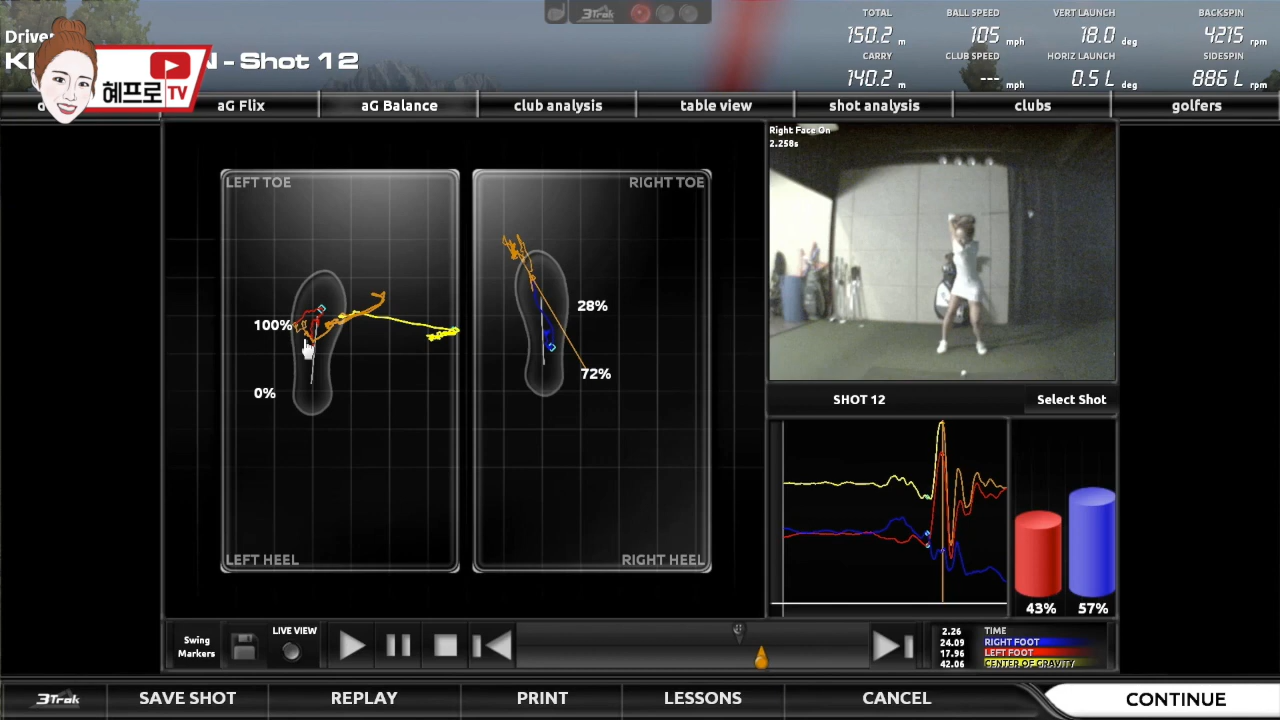 3Trak
TOTAL BALL SPEED VERT LAUNCH BACKSPIN
Driver
150.2 m 105 mph 18.0 deg 4215 rpm
N - Shot 12
CARRY CLUB SPEED HORIZ LAUNCH SIDESPIN
140.2 m --- mph 0.5 L deg 886 L rpm
혜프로 TV
aG Flix aG Balance club analysis table view shot analysis clubs golfers
Right Face On
2.258s
LEFT TOE RIGHT TOE
100%
0%
28%
72%
LEFT HEEL RIGHT HEEL
SHOT 12 Select Shot
43% 57%
Swing
Markers
LIVE VIEW
2.26 TIME
24.09 RIGHT FOOT
17.96 LEFT FOOT
42.06 CENTER OF GRAVITY
3Trak SAVE SHOT REPLAY PRINT LESSONS CANCEL CONTINUE